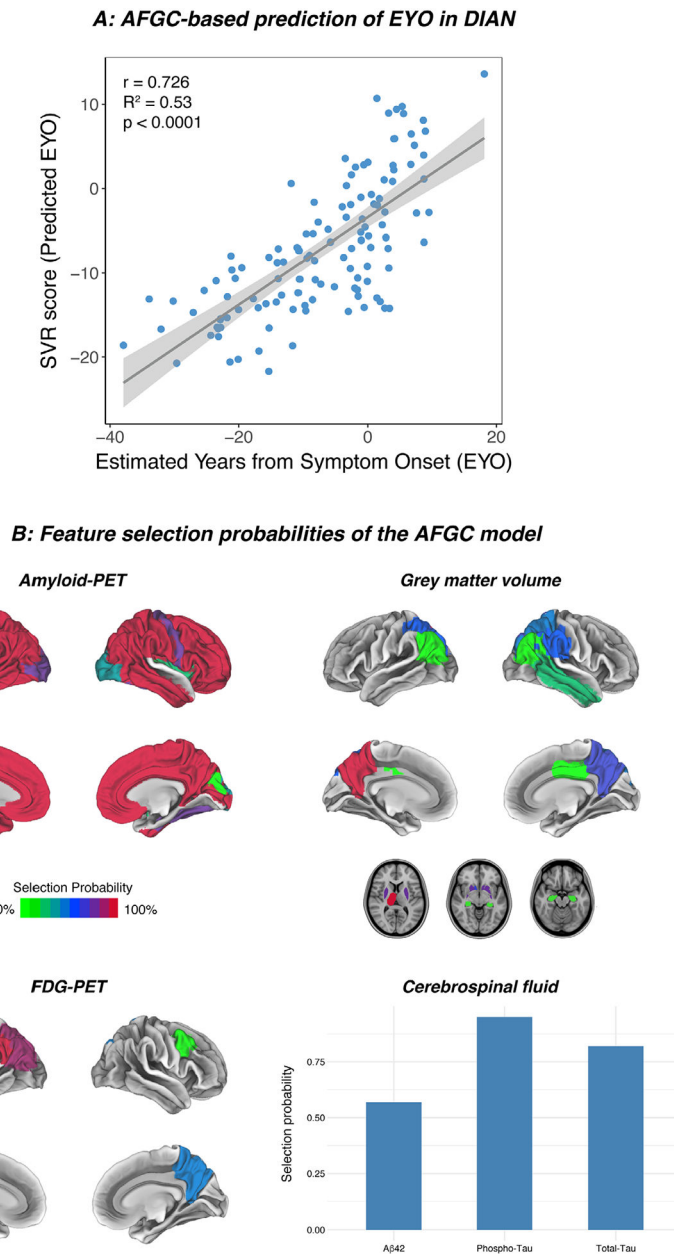 A: AFGC-based prediction of EYO in DIAN
r = 0.726
R² = 0.53
p < 0.0001
SVR score (Predicted EYO)
10
0
−10
−20
−40
−20
0
20
Estimated Years from Symptom Onset (EYO)
B: Feature selection probabilities of the AFGC model
Amyloid-PET
Grey matter volume
Selection Probability
0%
100%
FDG-PET
Cerebrospinal fluid
Selection probability
0.75
0.50
0.25
0.00
Aβ42
Phospho-Tau
Total-Tau